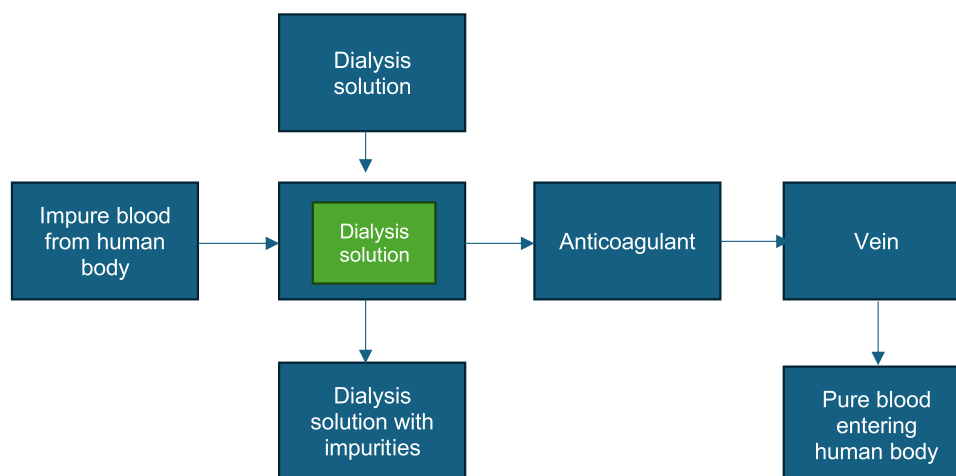 Dialysis
solution
Impure blood
from human
body
Dialysis
solution
Anticoagulant
Vein
Dialysis
solution with
impurities
Pure blood
entering
human body